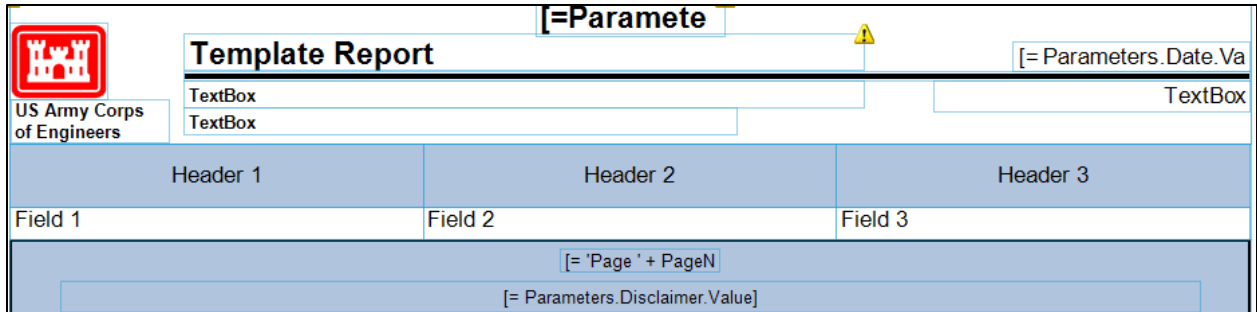 [=Paramete
Template Report
[= Parameters.Date.Va
TextBox
TextBox
US Army Corps
of Engineers
TextBox
Header 1
Header 2
Header 3
Field 1
Field 2
Field 3
[= 'Page ' + PageN
[= Parameters.Disclaimer.Value]